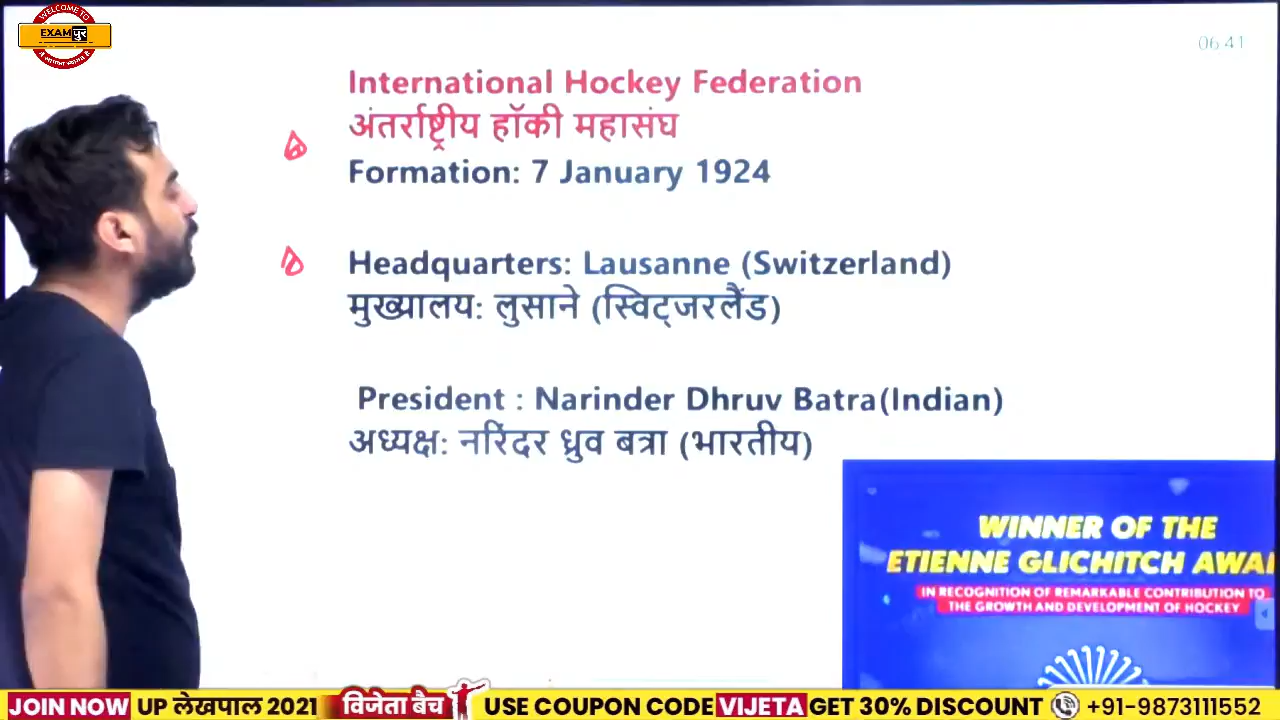 WELCOME TO
EXAMपुर
06:41
International Hockey Federation
अंतर्राष्ट्रीय हॉकी महासंघ
Formation: 7 January 1924
Headquarters: Lausanne (Switzerland)
मुख्यालय: लुसाने (स्विट्जरलैंड)
President : Narinder Dhruv Batra(Indian)
अध्यक्ष: नरिंदर ध्रुव बत्रा (भारतीय)
WINNER OF THE
ETIENNE GLICHITCH AWA
IN RECOGNITION OF REMARKABLE CONTRIBUTION TO
THE GROWTH AND DEVELOPMENT OF HOCKEY
JOIN NOW UP लेखपाल 2021 विजेता बैच USE COUPON CODE VIJETA GET 30% DISCOUNT +91-9873111552